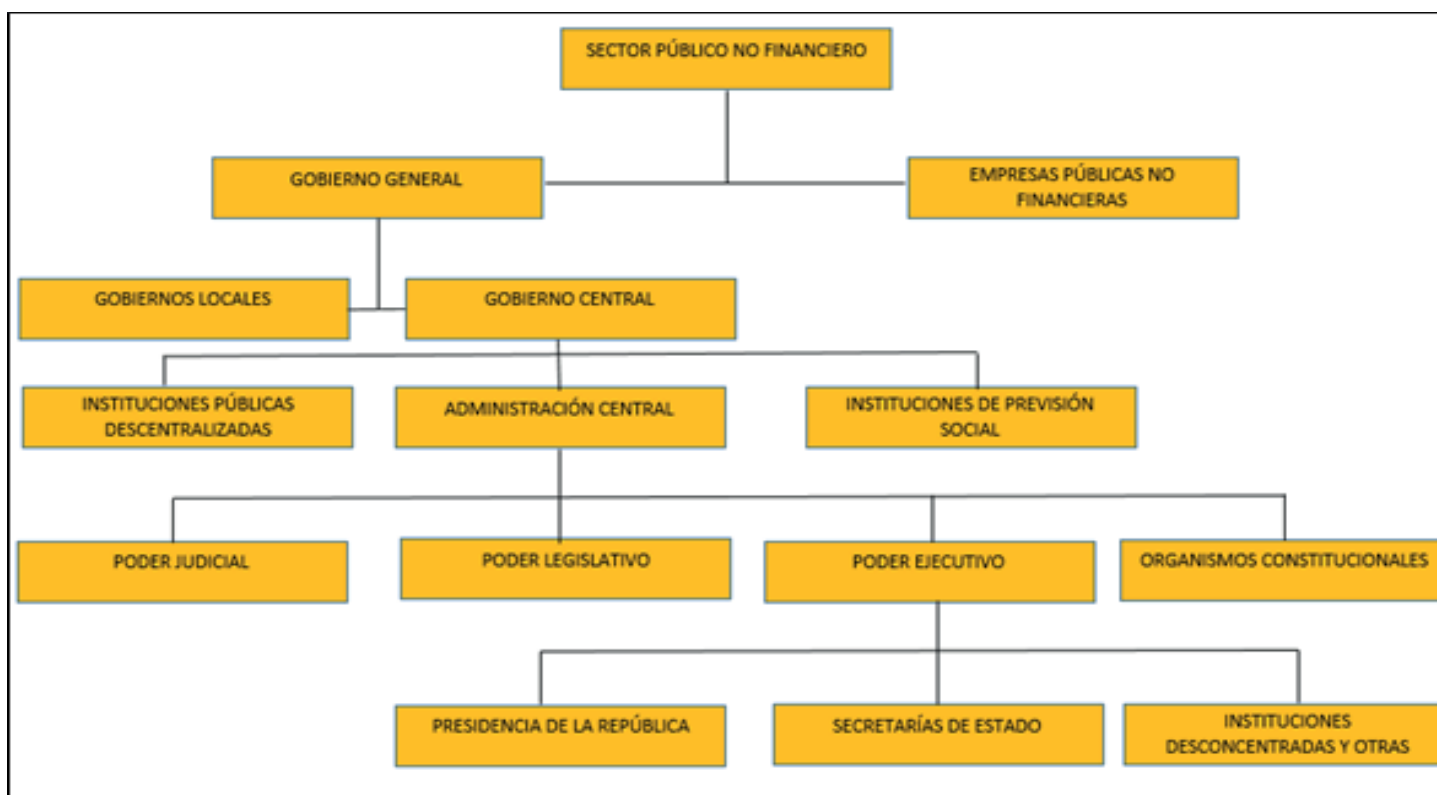 SECTOR PÚBLICO NO FINANCIERO
GOBIERNO GENERAL
EMPRESAS PÚBLICAS NO
FINANCIERAS
GOBIERNOS LOCALES
GOBIERNO CENTRAL
INSTITUCIONES PÚBLICAS
DESCENTRALIZADAS
ADMINISTRACIÓN CENTRAL
INSTITUCIONES DE PREVISIÓN
SOCIAL
PODER JUDICIAL
PODER LEGISLATIVO
PODER EJECUTIVO
ORGANISMOS CONSTITUCIONALES
PRESIDENCIA DE LA REPÚBLICA
SECRETARÍAS DE ESTADO
INSTITUCIONES
DESCONCENTRADAS Y OTRAS